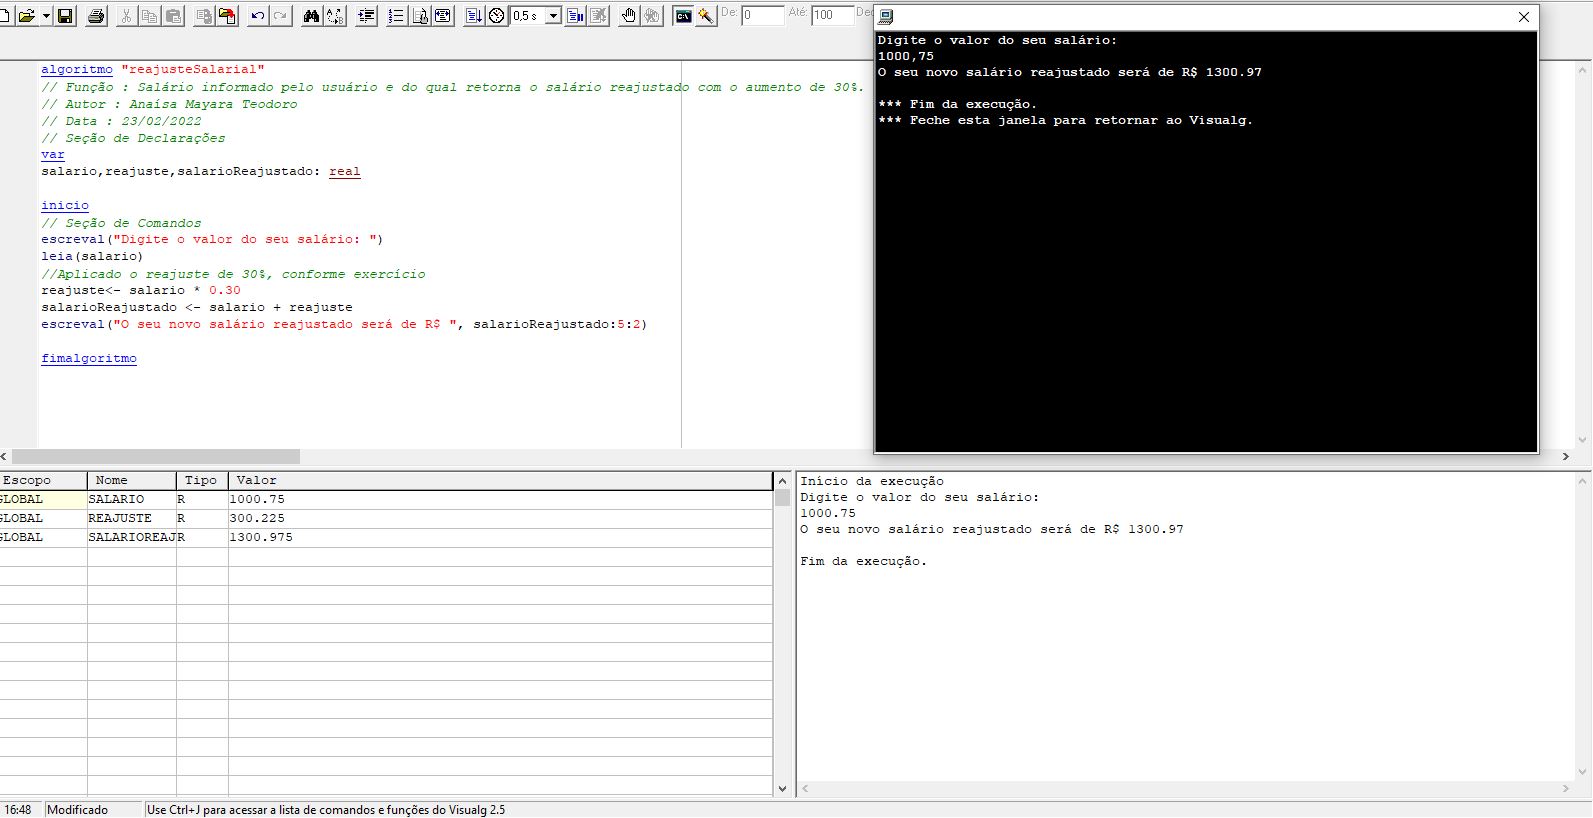 0,5 s
De: 0 Até: 100 Dec
algoritmo "reajusteSalarial"
// Função : Salário informado pelo usuário e do qual retorna o salário reajustado com o aumento de 30%.
// Autor : Anaísa Mayara Teodoro
// Data : 23/02/2022
// Seção de Declarações
var
salario,reajuste,salarioReajustado: real
inicio
// Seção de Comandos
escreval("Digite o valor do seu salário: ")
leia(salario)
//Aplicado o reajuste de 30%, conforme exercício
reajuste<- salario * 0.30
salarioReajustado <- salario + reajuste
escreval("O seu novo salário reajustado será de R$ ", salarioReajustado:5:2)
fimalgoritmo
Digite o valor do seu salário:
1000,75
O seu novo salário reajustado será de R$ 1300.97
*** Fim da execução.
*** Feche esta janela para retornar ao Visualg.
Escopo Nome Tipo Valor
GLOBAL SALARIO R 1000.75
GLOBAL REAJUSTE R 300.225
GLOBAL SALARIOREAJ R 1300.975
Início da execução
Digite o valor do seu salário:
1000.75
O seu novo salário reajustado será de R$ 1300.97
Fim da execução.
16:48 Modificado Use Ctrl+J para acessar a lista de comandos e funções do Visualg 2.5